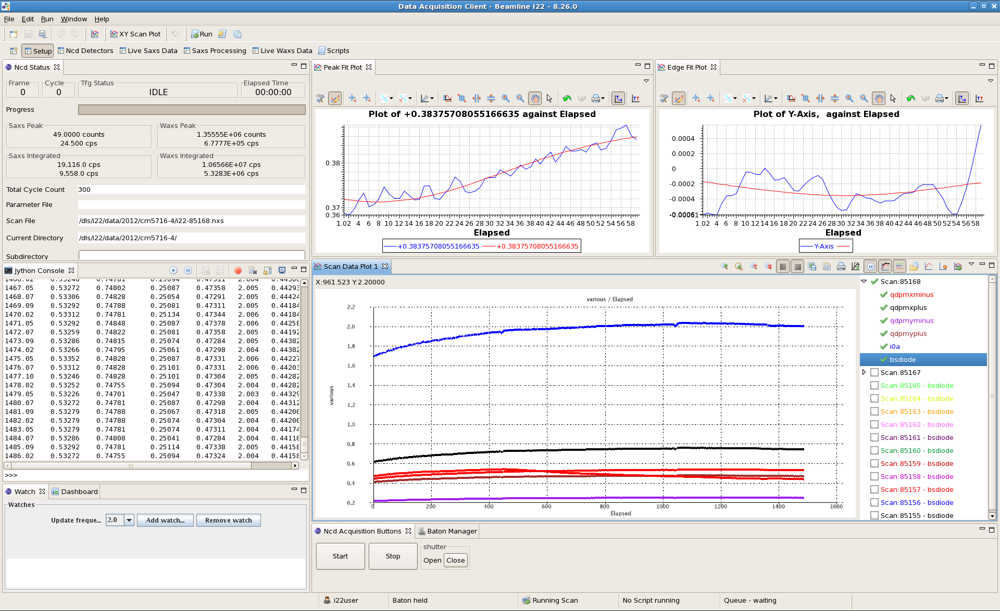 Data Acquisition Client - Beamline I22 - 8.26.0
File Edit Run Window Help
XY Scan Plot Run
Setup Ncd Detectors Live Saxs Data Saxs Processing Live Waxs Data Scripts
Ncd Status
Frame Cycle Tfg Status Elapsed Time
0 0 IDLE 00:00:00
Progress
Saxs Peak Waxs Peak
49.0000 counts 1.35555E+06 counts
24.500 cps 6.7777E+05 cps
Saxs Integrated Waxs Integrated
19,116.0 cps 1.06566E+07 cps
9,558.0 cps 5.3283E+06 cps
Total Cycle Count 300
Parameter File
Scan File /dls/i22/data/2012/cm5716-4/i22-85168.nxs
Current Directory /dls/i22/data/2012/cm5716-4/
Subdirectory
Peak Fit Plot
Plot of +0.38375708055166635 against Elapsed
0.38
0.37
0.36
1.02 4 6 8 10 12 14 16 18 20 22 24 26 28 30 32 34 36 38 40 42 44 46 48 50 52 54 56 58
Elapsed
+0.38375708055166635 +0.38375708055166635
Edge Fit Plot
Plot of Y-Axis, against Elapsed
0.0004
0.0002
0
-0.0002
-0.0004
1.02 4 6 8 10 12 14 16 18 20 22 24 26 28 30 32 34 36 38 40 42 44 46 48 50 52 54 56 58
Elapsed
Y-Axis
Jython Console
1467.05 0.53272 0.74802 0.25087 0.47358 2.005 0.44293
1468.07 0.53306 0.74828 0.25054 0.47291 2.005 0.44424
1469.09 0.53292 0.74788 0.25081 0.47311 2.005 0.44184
1470.02 0.53312 0.74781 0.25134 0.47344 2.006 0.44184
1471.05 0.53292 0.74848 0.25087 0.47378 2.006 0.44258
1472.07 0.53259 0.74822 0.25081 0.47358 2.005 0.44192
1473.09 0.53286 0.74815 0.25074 0.47284 2.005 0.44382
1474.02 0.53266 0.74795 0.25061 0.47298 2.004 0.44382
1475.05 0.53352 0.74828 0.25087 0.47331 2.006 0.44227
1476.07 0.53312 0.74828 0.25101 0.47331 2.006 0.44203
1477.10 0.53246 0.74828 0.25101 0.47304 2.005 0.44282
1478.02 0.53252 0.74755 0.25094 0.47304 2.004 0.44282
1479.05 0.53226 0.74701 0.25047 0.47338 2.003 0.44329
1480.07 0.53272 0.74781 0.25087 0.47298 2.004 0.44312
1481.09 0.53279 0.74788 0.25067 0.47318 2.005 0.44200
1482.02 0.53279 0.74788 0.25074 0.47304 2.004 0.44200
1483.05 0.53279 0.74781 0.25074 0.47311 2.004 0.44174
1484.07 0.53286 0.74808 0.25041 0.47284 2.004 0.44118
1485.09 0.53292 0.74781 0.25114 0.47338 2.005 0.44158
1486.02 0.53272 0.74755 0.25094 0.47324 2.004 0.44158
>>>
Watch Dashboard
Watches
Update freque... 2.0 Add watch... Remove watch
Scan Data Plot 1
X:961.523 Y:2.20000
various / Elapsed
2.2
2.0
1.8
1.6
1.4
1.2
1.0
0.8
0.6
0.4
0.2
various
0 200 400 600 800 1000 1200 1400 1600
Elapsed
Scan:85168
qdpmxminus
qdpmxplus
qdpmyminus
qdpmyplus
i0a
bsdiode
Scan:85167
Scan:85165 - bsdiode
Scan:85164 - bsdiode
Scan:85163 - bsdiode
Scan:85162 - bsdiode
Scan:85161 - bsdiode
Scan:85160 - bsdiode
Scan:85159 - bsdiode
Scan:85158 - bsdiode
Scan:85157 - bsdiode
Scan:85156 - bsdiode
Scan:85155 - bsdiode
Ncd Acquisition Buttons Baton Manager
Start Stop
shutter
Open Close
i22user Baton held Running Scan No Script running Queue - waiting